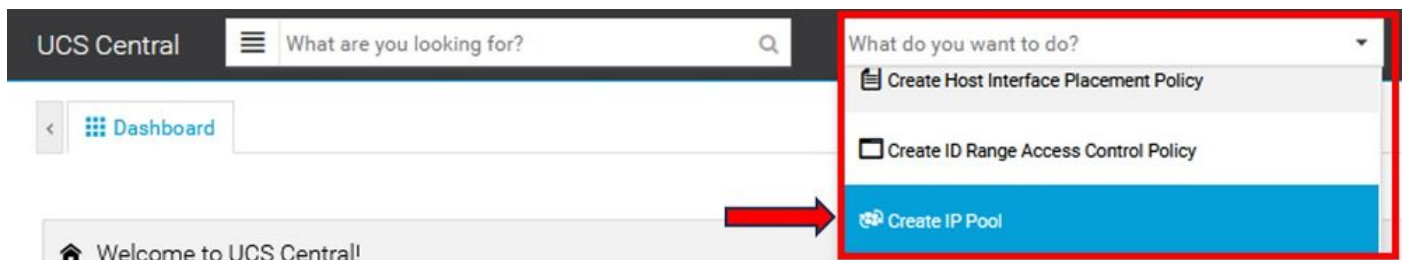 UCS Central
What are you looking for?
What do you want to do?
Create Host Interface Placement Policy
Dashboard
Create ID Range Access Control Policy
Create IP Pool
Welcome to UCS Central!